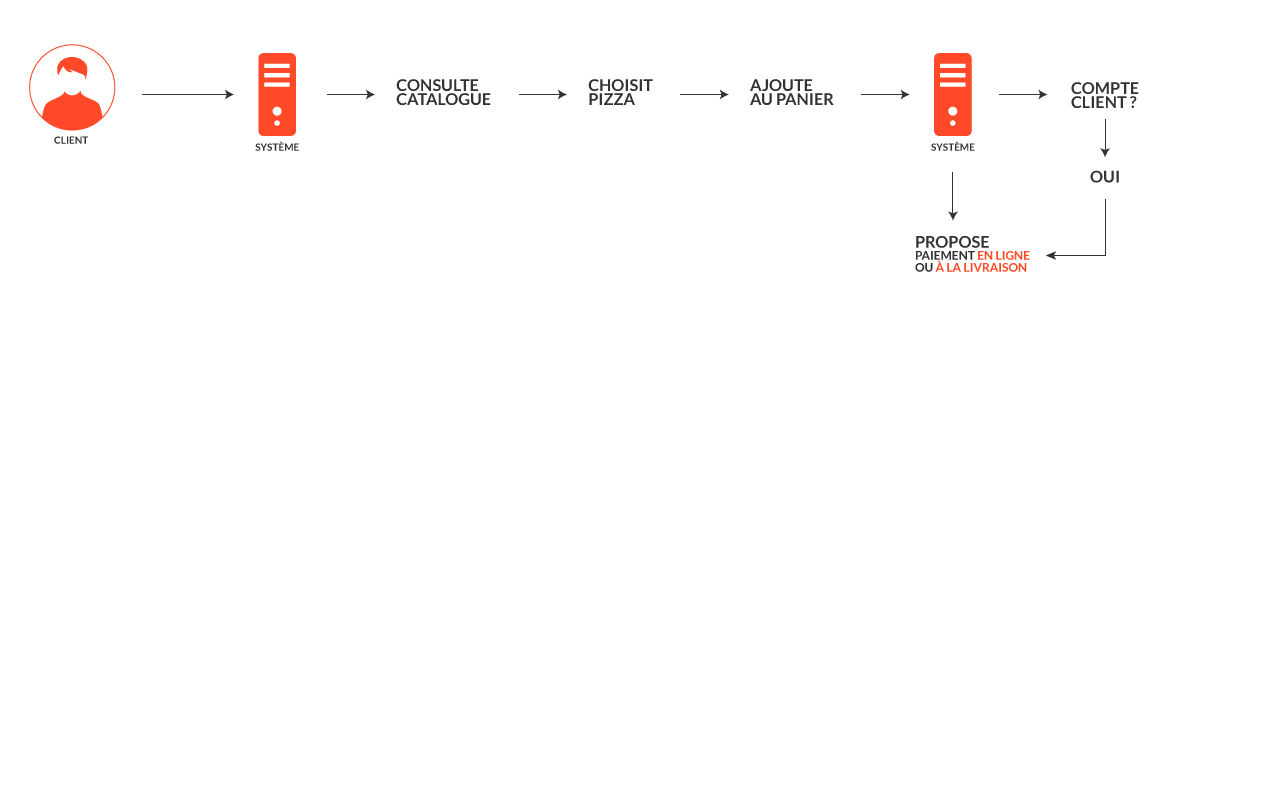 CLIENT
SYSTÈME
CONSULTE
CATALOGUE
CHOISIT
PIZZA
AJOUTE
AU PANIER
SYSTÈME
COMPTE
CLIENT ?
OUI
PROPOSE
PAIEMENT EN LIGNE
OU À LA LIVRAISON